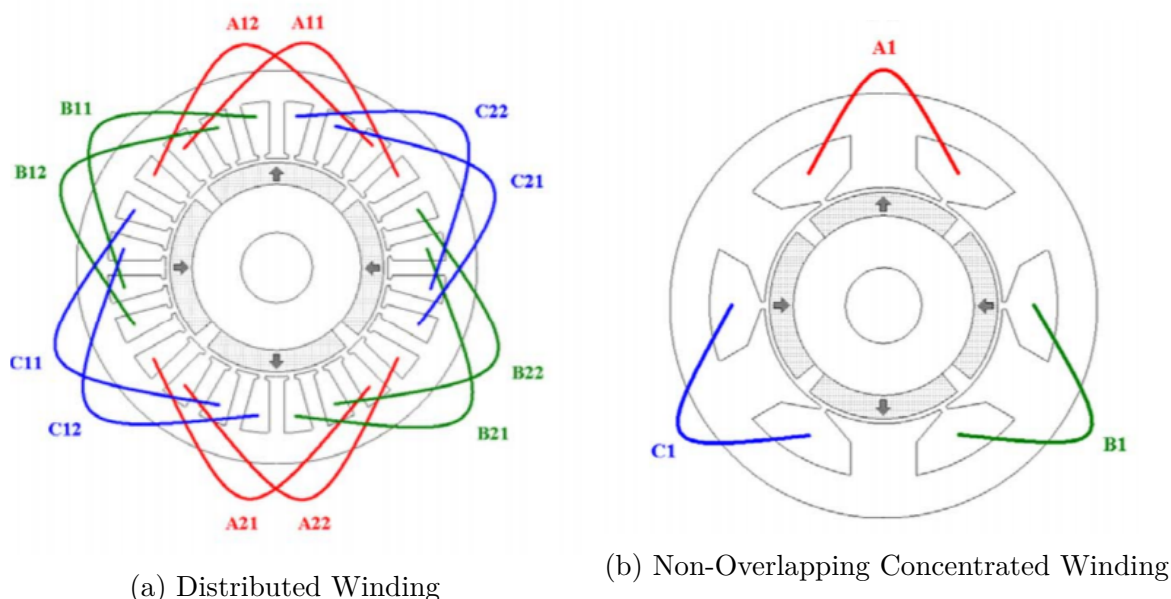 A12 A11
B11 C22
B12 C21
C11 B22
C12 B21
A21 A22
(a) Distributed Winding
A1
C1 B1
(b) Non-Overlapping Concentrated Winding